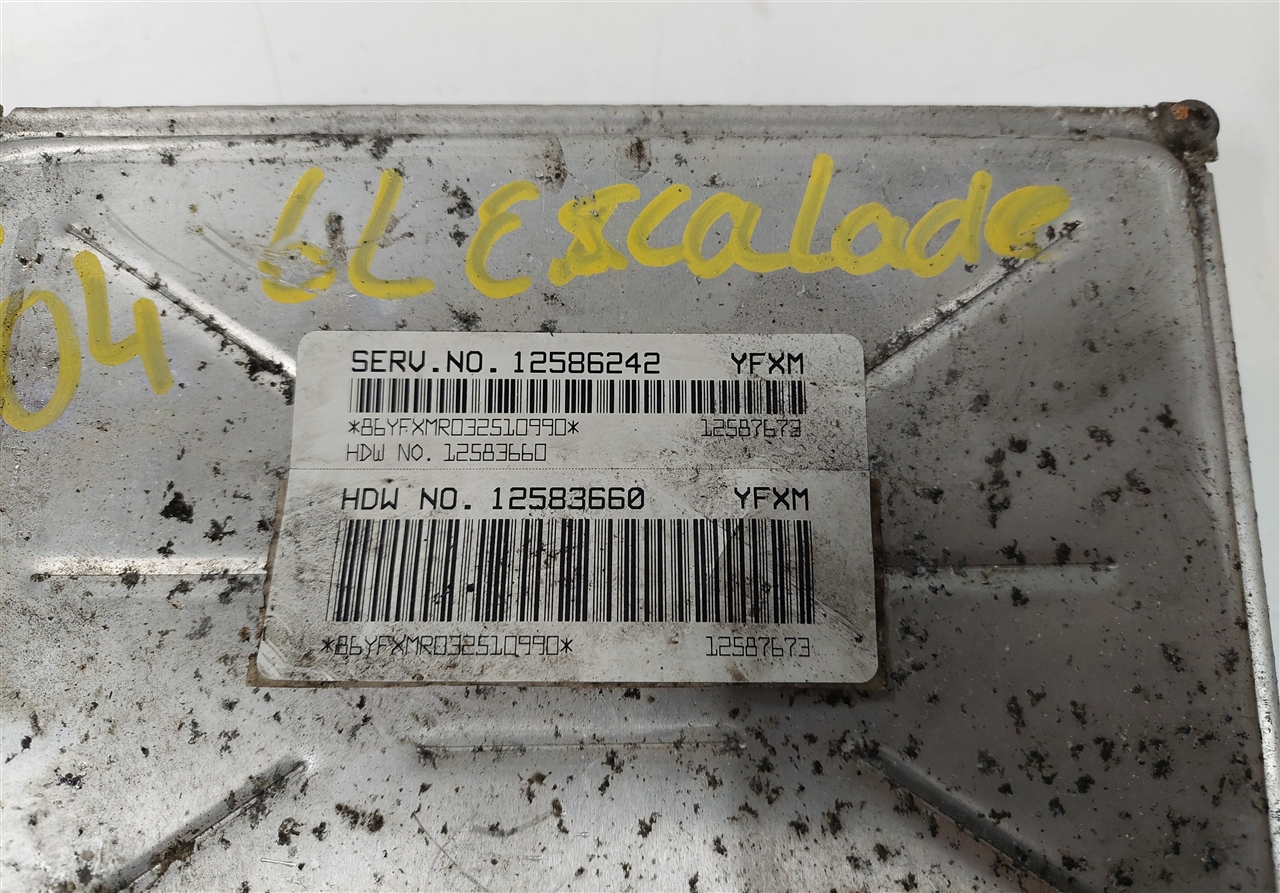 6L Escalade
04
SERV.NO. 12586242 YFXM
*86YFXMR032510990* 12587673
HDW NO. 12583660
HDW NO. 12583660 YFXM
*86YFXMR032510990* 12587673